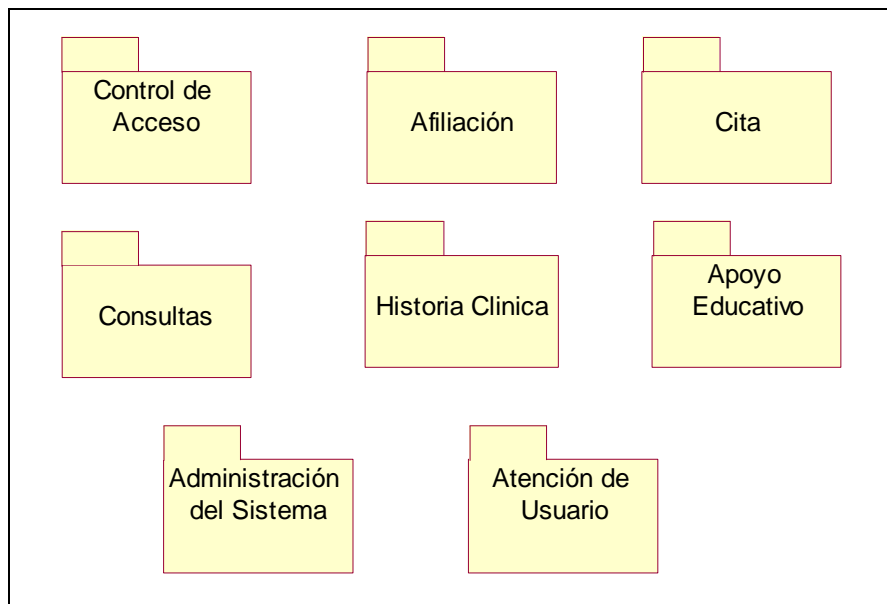 Control de
Acceso
Afiliación
Cita
Consultas
Historia Clinica
Apoyo
Educativo
Administración
del Sistema
Atención de
Usuario